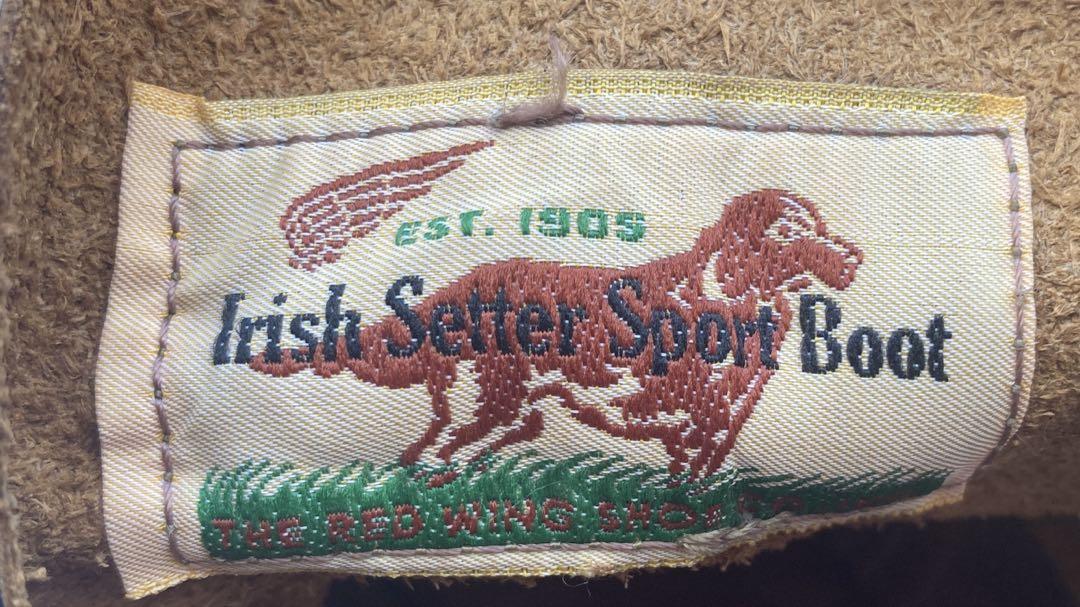 EST. 1905
Irish Setter Sport Boot
THE RED WING SHOE